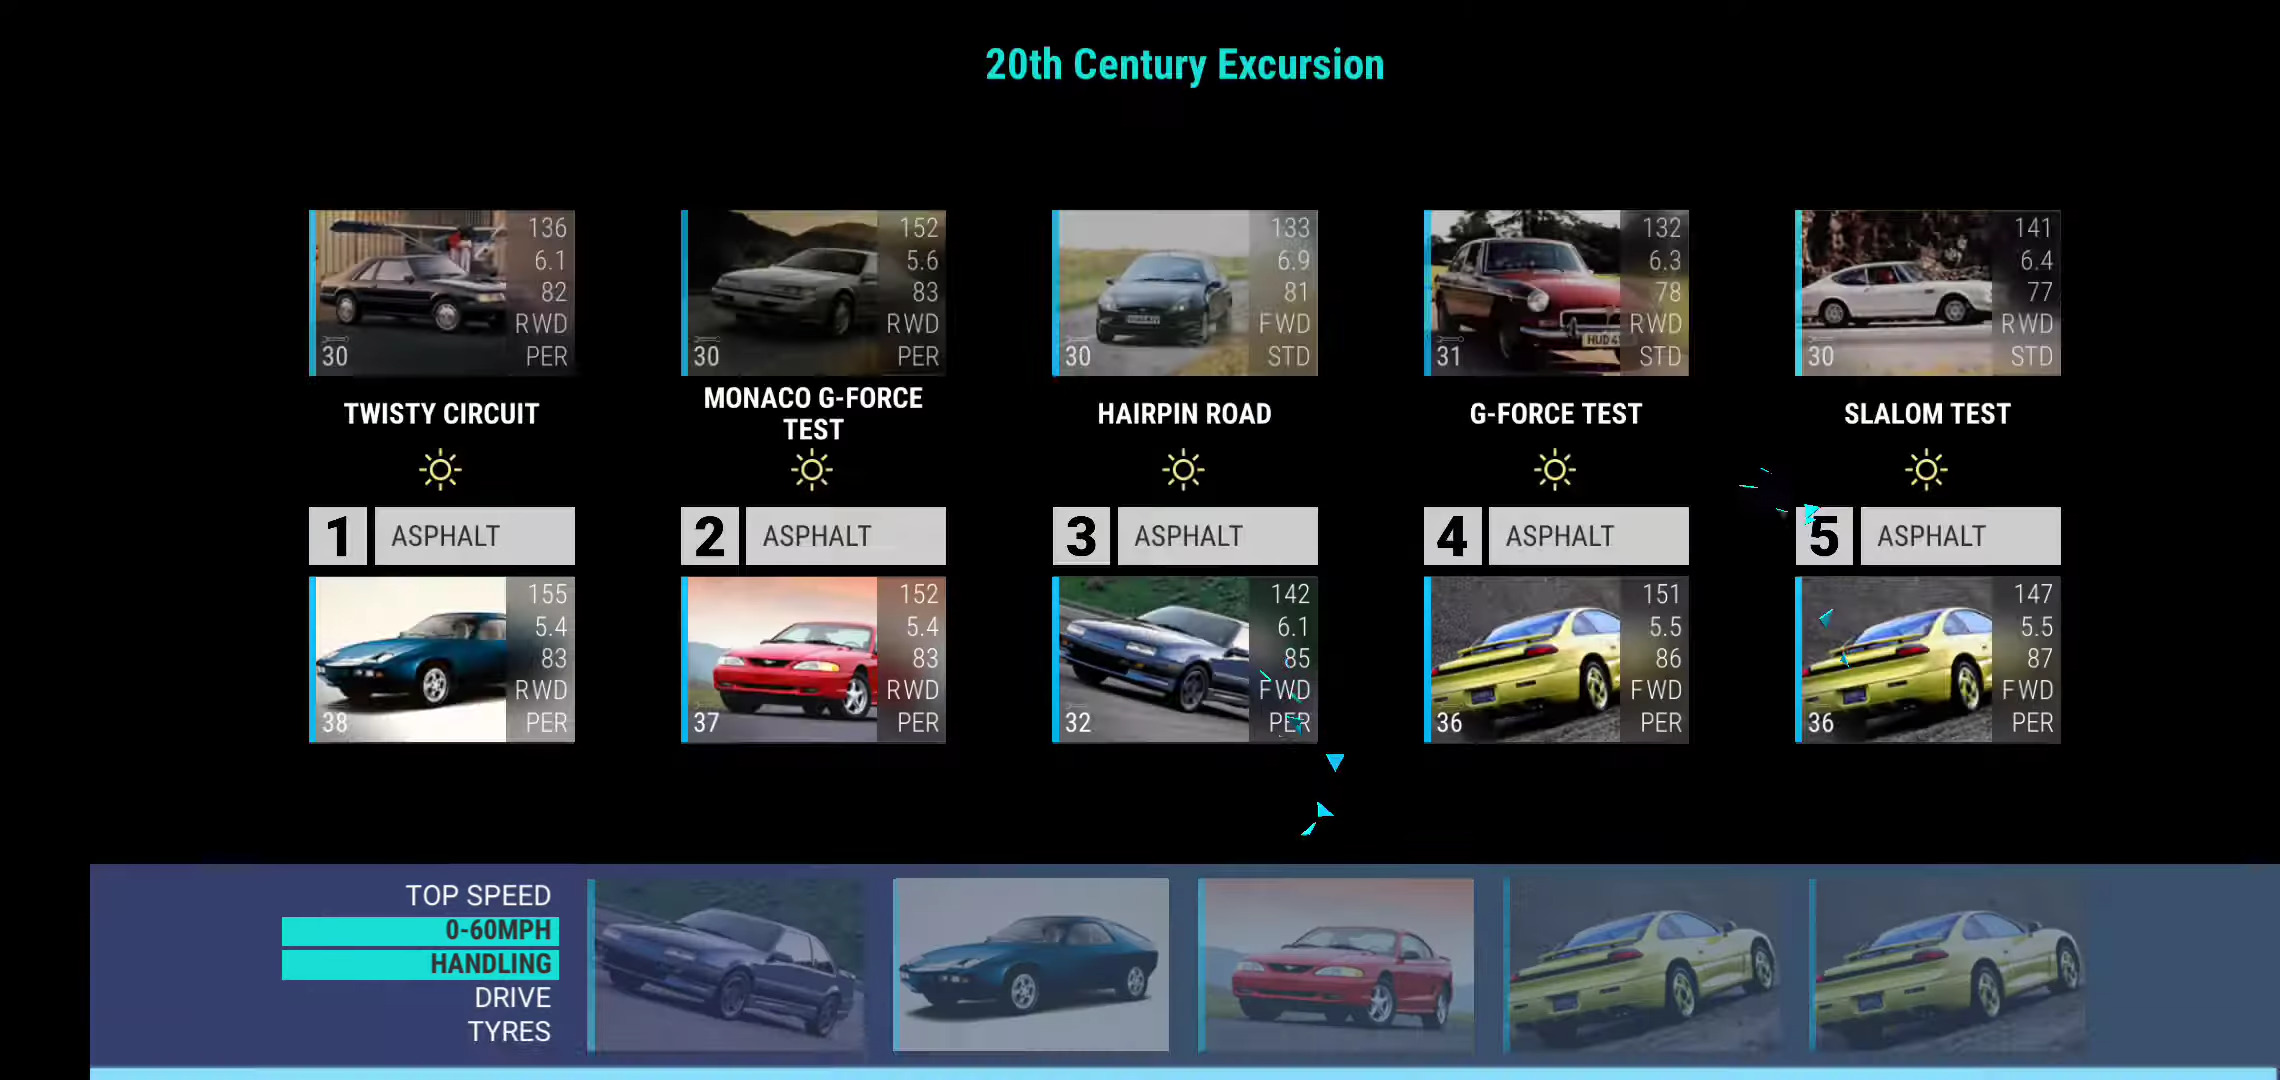 20th Century Excursion
136
6.1
82
RWD
PER
30
152
5.6
83
RWD
PER
30
133
6.9
81
FWD
STD
30
132
6.3
78
RWD
STD
31
141
6.4
77
RWD
STD
30
TWISTY CIRCUIT
MONACO G-FORCE
TEST
HAIRPIN ROAD
G-FORCE TEST
SLALOM TEST
1 ASPHALT
2 ASPHALT
3 ASPHALT
4 ASPHALT
5 ASPHALT
155
5.4
83
RWD
PER
38
152
5.4
83
RWD
PER
37
142
6.1
85
FWD
PER
32
151
5.5
86
FWD
PER
36
147
5.5
87
FWD
PER
36
TOP SPEED
0-60MPH
HANDLING
DRIVE
TYRES